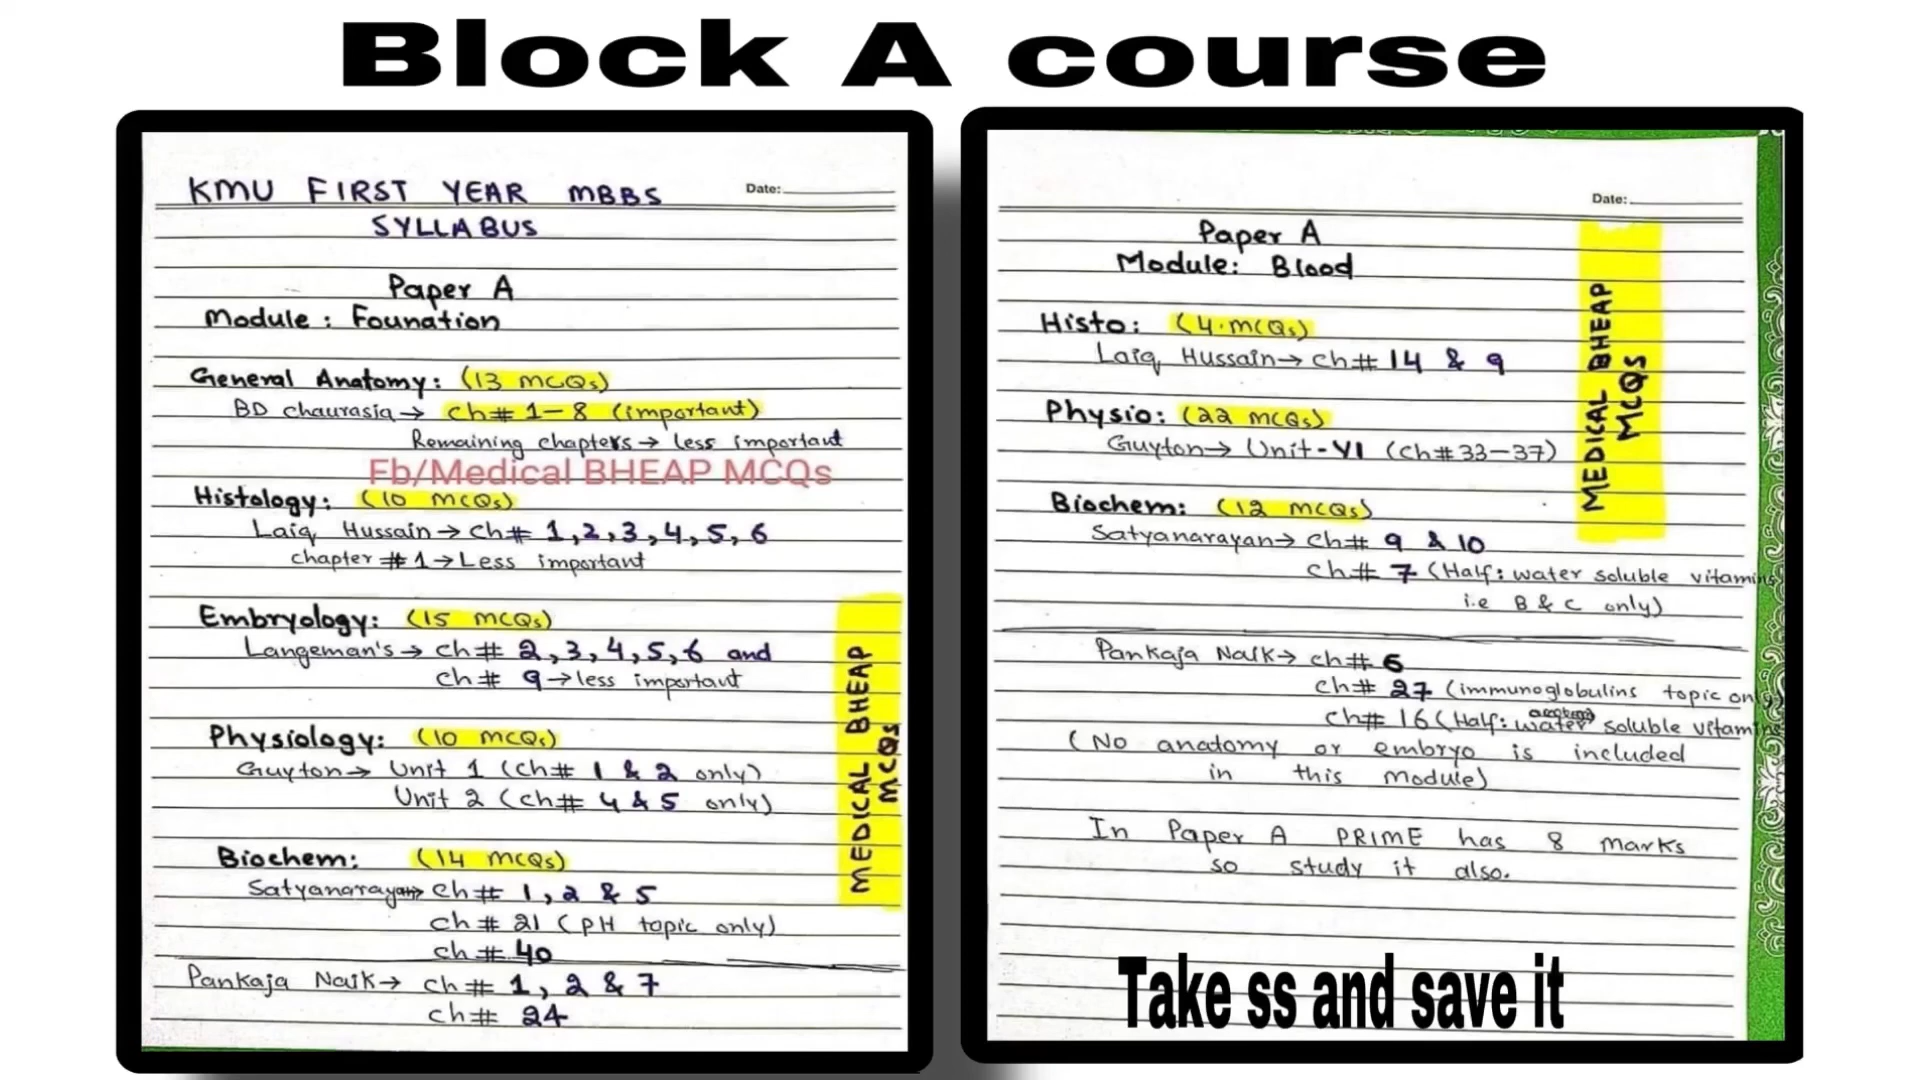 Block A course
KMU FIRST YEAR MBBS Date:
SYLLABUS
Paper A
Module: Founation
General Anatomy: (13 MCQs)
BD chaurasia → ch# 1-8 (important)
Remaining chapters → less important
Fb/Medical BHEAP MCQs
Histology: (10 MCQs)
Laiq Hussain → ch# 1,2,3,4,5,6
chapter #1 → Less important
Embryology: (15 MCQs)
Langeman's → ch# 2,3,4,5,6 and
ch# 9 → less important
Physiology: (10 MCQs)
Guyton → Unit 1 (ch# 1 & 2 only)
Unit 2 (ch# 4 & 5 only)
Biochem: (14 MCQs)
Satyanarayan → ch# 1,2 & 5
ch# 21 (PH topic only)
ch# 40
Pankaja Naik → ch# 1, 2 & 7
ch# 24
MEDICAL BHEAP
MCQs
Date:
Paper A
Module: Blood
Histo: (4 MCQs)
Laiq Hussain → ch# 14 & 9
Physio: (22 MCQs)
Guyton → Unit-VI (ch#33-37)
Biochem: (12 MCQs)
Satyanarayan → ch# 9 & 10
ch# 7 (Half: water soluble vitamins
i.e B & C only)
Pankaja Naik → ch# 6
ch# 27 (immunoglobulins topic only)
ch# 16 (Half: water soluble vitamins
(No anatomy or embryo is included
in this module)
In Paper A PRIME has 8 marks
so study it also.
MEDICAL BHEAP
MCQS
Take ss and save it